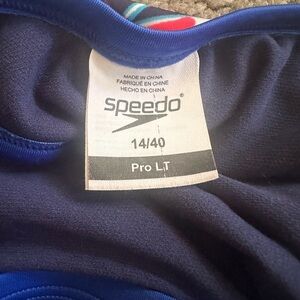 MADE IN CHINA
FABRIQUÉ EN CHINE
HECHO EN CHINA
speedo®
14/40
Pro LT